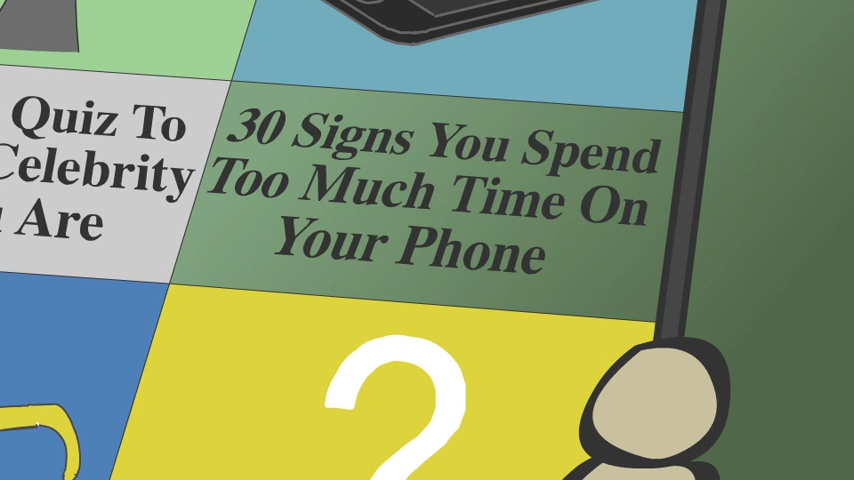 Quiz To
Celebrity
Are
30 Signs You Spend
Too Much Time On
Your Phone
?